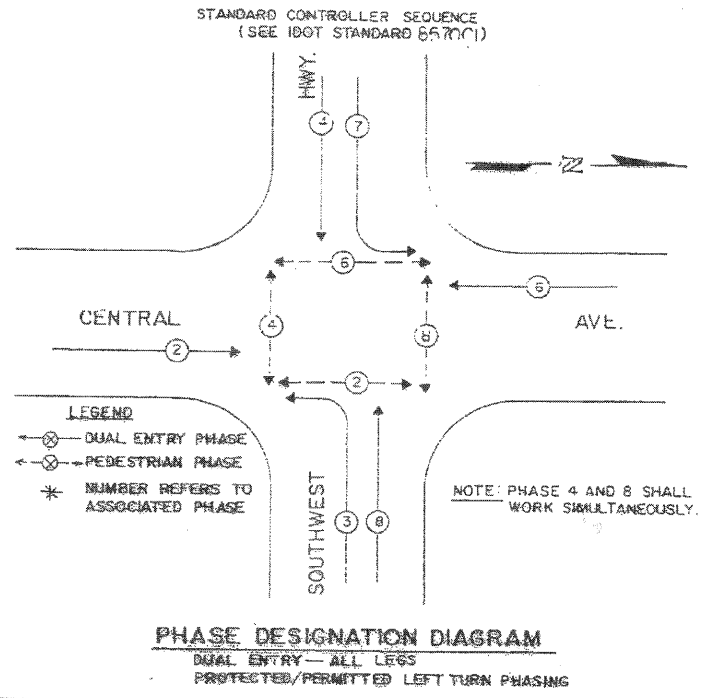 STANDARD CONTROLLER SEQUENCE
(SEE IDOT STANDARD 857001)
HWY.
4
7
N
6
6
CENTRAL
4
8
AVE.
2
2
LEGEND
DUAL ENTRY PHASE
PEDESTRIAN PHASE
* NUMBER REFERS TO
ASSOCIATED PHASE
SOUTHWEST
3
8
NOTE: PHASE 4 AND 8 SHALL
WORK SIMULTANEOUSLY.
PHASE DESIGNATION DIAGRAM
DUAL ENTRY — ALL LEGS
PROTECTED/PERMITTED LEFT TURN PHASING